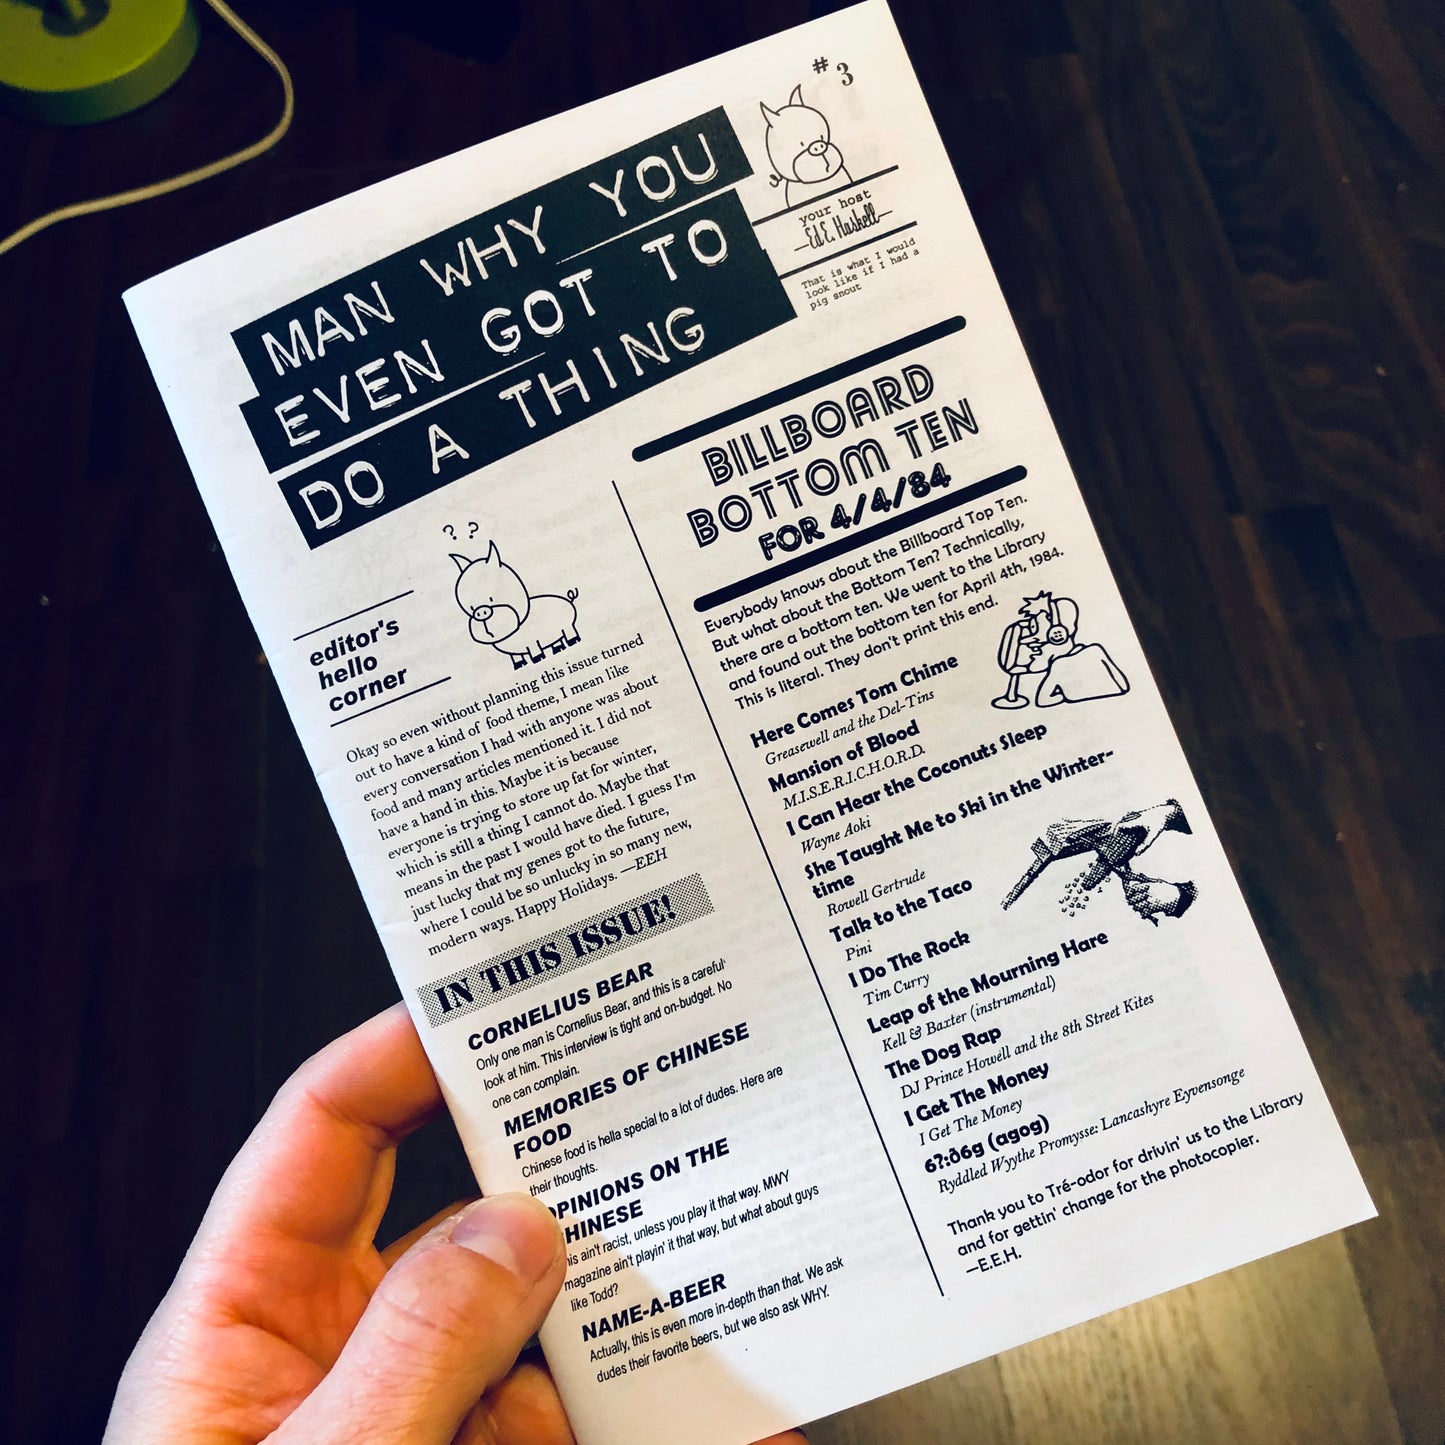 MAN WHY YOU
EVEN GOT TO
DO A THING
#3
your host
—Ed E. Haskell—
That is what I would
look like if I had a
pig snout
? ?
editor's
hello
corner
Okay so even without planning this issue turned
out to have a kind of food theme, I mean like
every conversation I had with anyone was about
food and many articles mentioned it. I did not
have a hand in this. Maybe it is because
everyone is trying to store up fat for winter,
which is still a thing I cannot do. Maybe that
means in the past I would have died. I guess I'm
just lucky that my genes got to the future,
where I could be so unlucky in so many new,
modern ways. Happy Holidays. —EEH
IN THIS ISSUE!
CORNELIUS BEAR
Only one man is Cornelius Bear, and this is a careful
look at him. This interview is tight and on-budget. No
one can complain.
MEMORIES OF CHINESE
FOOD
Chinese food is hella special to a lot of dudes. Here are
their thoughts.
OPINIONS ON THE
CHINESE
his ain't racist, unless you play it that way. MWY
magazine ain't playin' it that way, but what about guys
like Todd?
NAME-A-BEER
Actually, this is even more in-depth than that. We ask
dudes their favorite beers, but we also ask WHY.
BILLBOARD
BOTTOM TEN
FOR 4/4/84
Everybody knows about the Billboard Top Ten.
But what about the Bottom Ten? Technically,
there are a bottom ten. We went to the Library
and found out the bottom ten for April 4th, 1984.
This is literal. They don't print this end.
Here Comes Tom Chime
Greasewell and the Del-Tins
Mansion of Blood
M.I.S.E.R.I.C.H.O.R.D.
I Can Hear the Coconuts Sleep
Wayne Aoki
She Taught Me to Ski in the Winter-
time
Rowell Gertrude
Talk to the Taco
Pini
I Do The Rock
Tim Curry
Leap of the Mourning Hare
Kell & Baxter (instrumental)
The Dog Rap
DJ Prince Howell and the 8th Street Kites
I Get The Money
I Get The Money
6?:ð6g (agog)
Ryddled Wyythe Promysse: Lancashyre Eyvensonge
Thank you to Tré-odor for drivin' us to the Library
and for gettin' change for the photocopier.
—E.E.H.